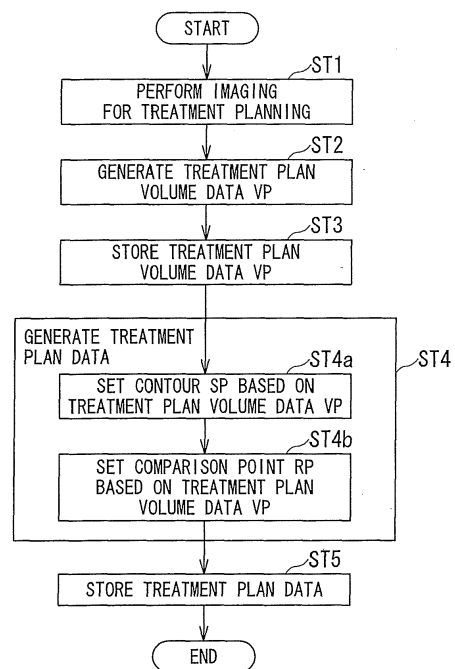 START
ST1
PERFORM IMAGING
FOR TREATMENT PLANNING
ST2
GENERATE TREATMENT PLAN
VOLUME DATA VP
ST3
STORE TREATMENT PLAN
VOLUME DATA VP
GENERATE TREATMENT
PLAN DATA
ST4
ST4a
SET CONTOUR SP BASED ON
TREATMENT PLAN VOLUME DATA VP
ST4b
SET COMPARISON POINT RP
BASED ON TREATMENT PLAN
VOLUME DATA VP
ST5
STORE TREATMENT PLAN DATA
END